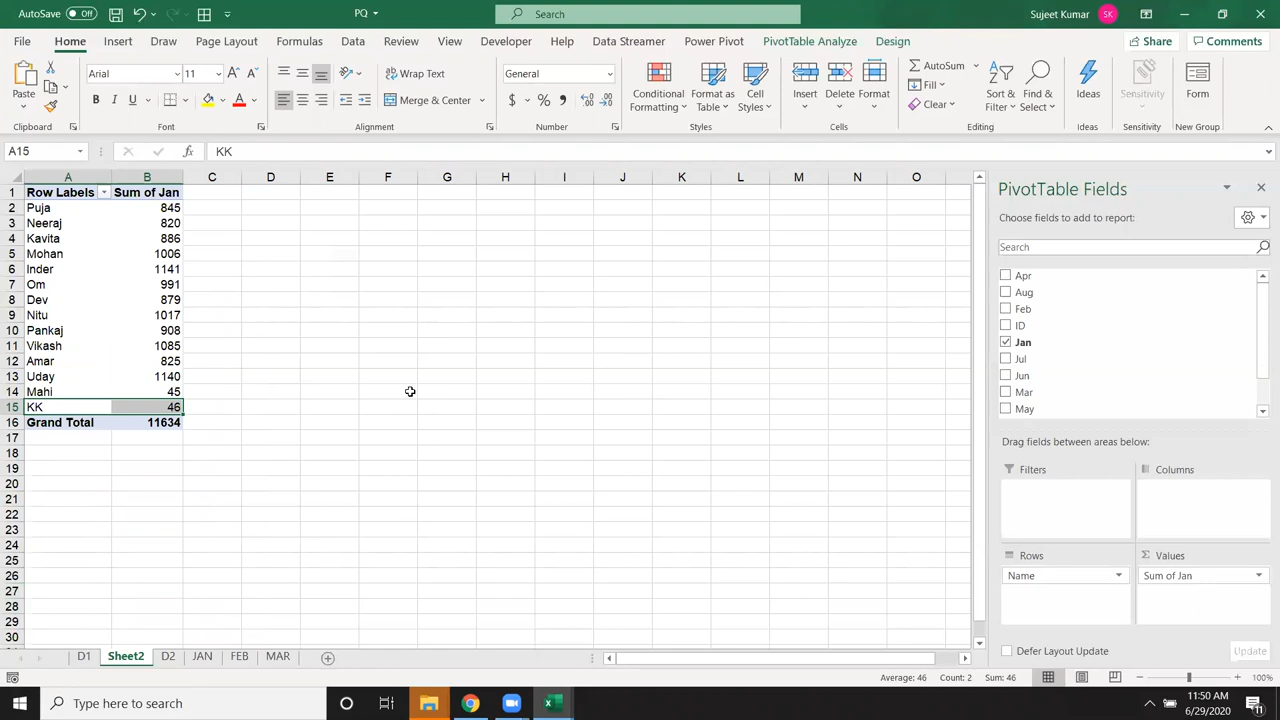 AutoSave Off PQ Search Sujeet Kumar SK
File Home Insert Draw Page Layout Formulas Data Review View Developer Help Data Streamer Power Pivot PivotTable Analyze Design Share Comments
Paste Arial 11 Wrap Text General Conditional Formatting Format as Table Cell Styles Insert Delete Format AutoSum Sort & Filter Find & Select Ideas Sensitivity Form
B I U Merge & Center $ % Fill Clear
Clipboard Font Alignment Number Styles Cells Editing Ideas Sensitivity New Group
A15 fx KK
A B C D E F G H I J K L M N O
1 Row Labels Sum of Jan
2 Puja 845
3 Neeraj 820
4 Kavita 886
5 Mohan 1006
6 Inder 1141
7 Om 991
8 Dev 879
9 Nitu 1017
10 Pankaj 908
11 Vikash 1085
12 Amar 825
13 Uday 1140
14 Mahi 45
15 KK 46
16 Grand Total 11634
17
18
19
20
21
22
23
24
25
26
27
28
29
30
PivotTable Fields
Choose fields to add to report:
Search
Apr
Aug
Feb
ID
Jan
Jul
Jun
Mar
May
Drag fields between areas below:
Filters Columns
Rows Values
Name Sum of Jan
Defer Layout Update Update
D1 Sheet2 D2 JAN FEB MAR
Average: 46 Count: 2 Sum: 46 100%
Type here to search
11:50 AM
6/29/2020
11